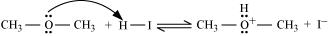 H
CH₃ — O — CH₃ + H — I ⇌ CH₃ — O⁺ — CH₃ + I⁻